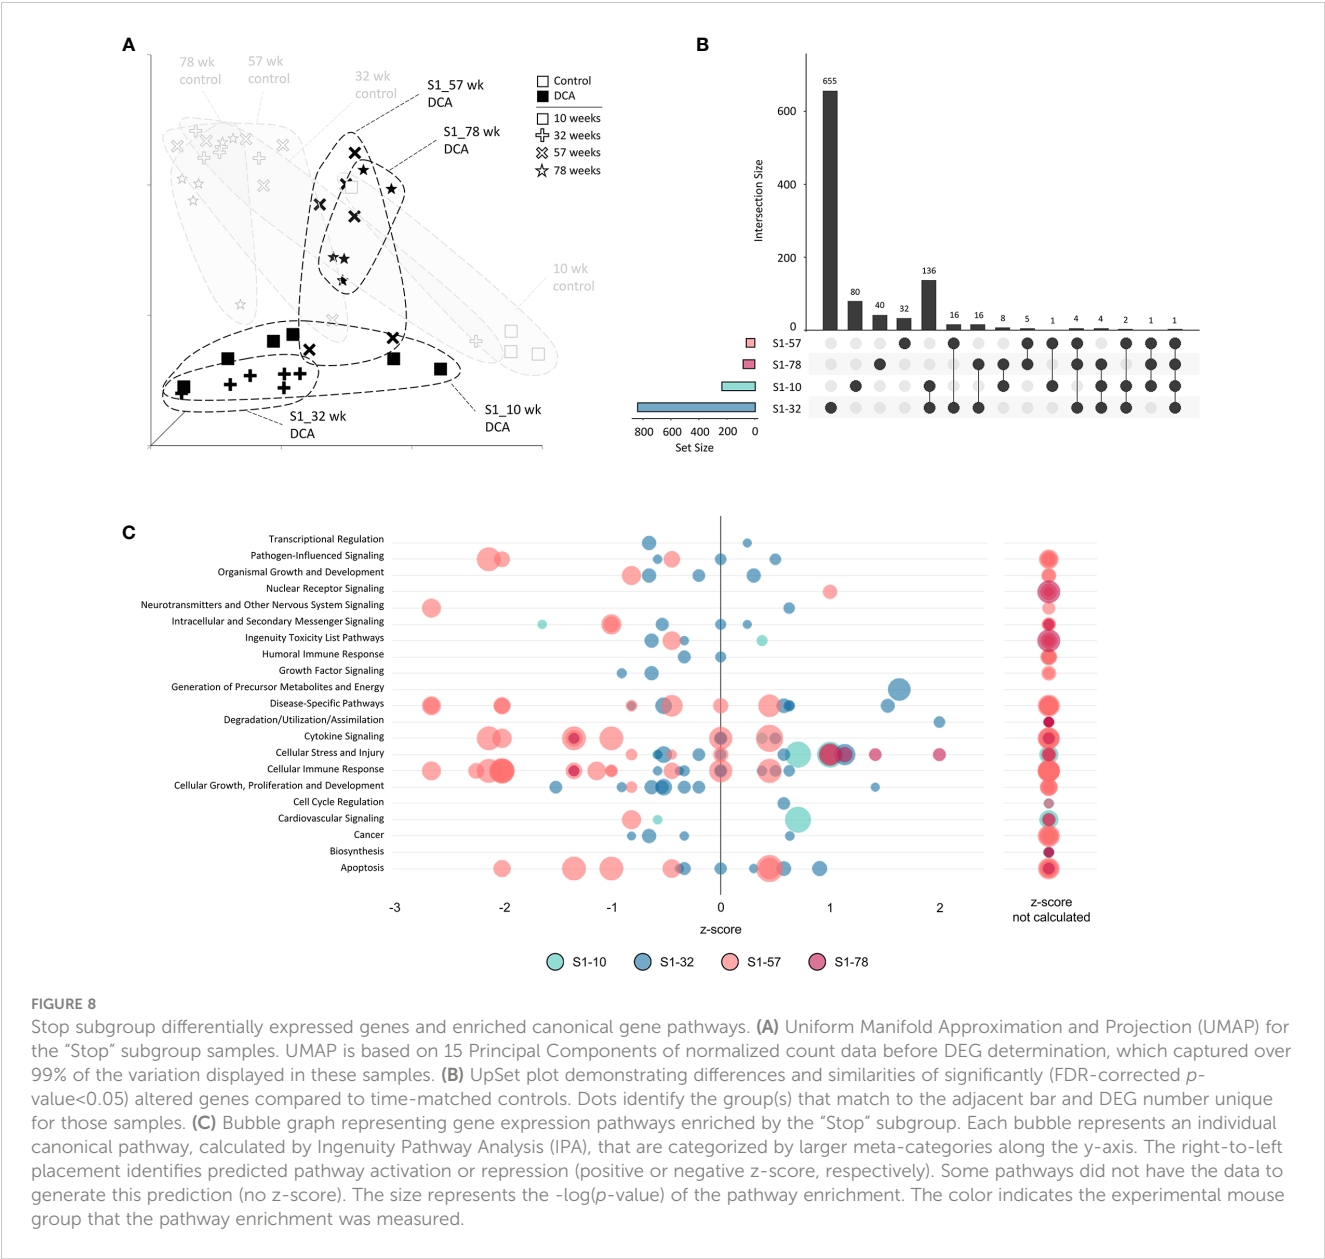 A
78 wk
control
57 wk
control
32 wk
control
S1_57 wk
DCA
S1_78 wk
DCA
Control
DCA
10 weeks
32 weeks
57 weeks
78 weeks
10 wk
control
S1_32 wk
DCA
S1_10 wk
DCA
B
Intersection Size
600
400
200
0
655
80
40
32
136
16
16
8
5
1
4
4
2
1
1
S1-57
S1-78
S1-10
S1-32
800 600 400 200 0
Set Size
C
Transcriptional Regulation
Pathogen-Influenced Signaling
Organismal Growth and Development
Nuclear Receptor Signaling
Neurotransmitters and Other Nervous System Signaling
Intracellular and Secondary Messenger Signaling
Ingenuity Toxicity List Pathways
Humoral Immune Response
Growth Factor Signaling
Generation of Precursor Metabolites and Energy
Disease-Specific Pathways
Degradation/Utilization/Assimilation
Cytokine Signaling
Cellular Stress and Injury
Cellular Immune Response
Cellular Growth, Proliferation and Development
Cell Cycle Regulation
Cardiovascular Signaling
Cancer
Biosynthesis
Apoptosis
-3 -2 -1 0 1 2
z-score
z-score
not calculated
S1-10 S1-32 S1-57 S1-78
FIGURE 8
Stop subgroup differentially expressed genes and enriched canonical gene pathways. (A) Uniform Manifold Approximation and Projection (UMAP) for
the “Stop” subgroup samples. UMAP is based on 15 Principal Components of normalized count data before DEG determination, which captured over
99% of the variation displayed in these samples. (B) UpSet plot demonstrating differences and similarities of significantly (FDR-corrected p-
value<0.05) altered genes compared to time-matched controls. Dots identify the group(s) that match to the adjacent bar and DEG number unique
for those samples. (C) Bubble graph representing gene expression pathways enriched by the “Stop” subgroup. Each bubble represents an individual
canonical pathway, calculated by Ingenuity Pathway Analysis (IPA), that are categorized by larger meta-categories along the y-axis. The right-to-left
placement identifies predicted pathway activation or repression (positive or negative z-score, respectively). Some pathways did not have the data to
generate this prediction (no z-score). The size represents the -log(p-value) of the pathway enrichment. The color indicates the experimental mouse
group that the pathway enrichment was measured.